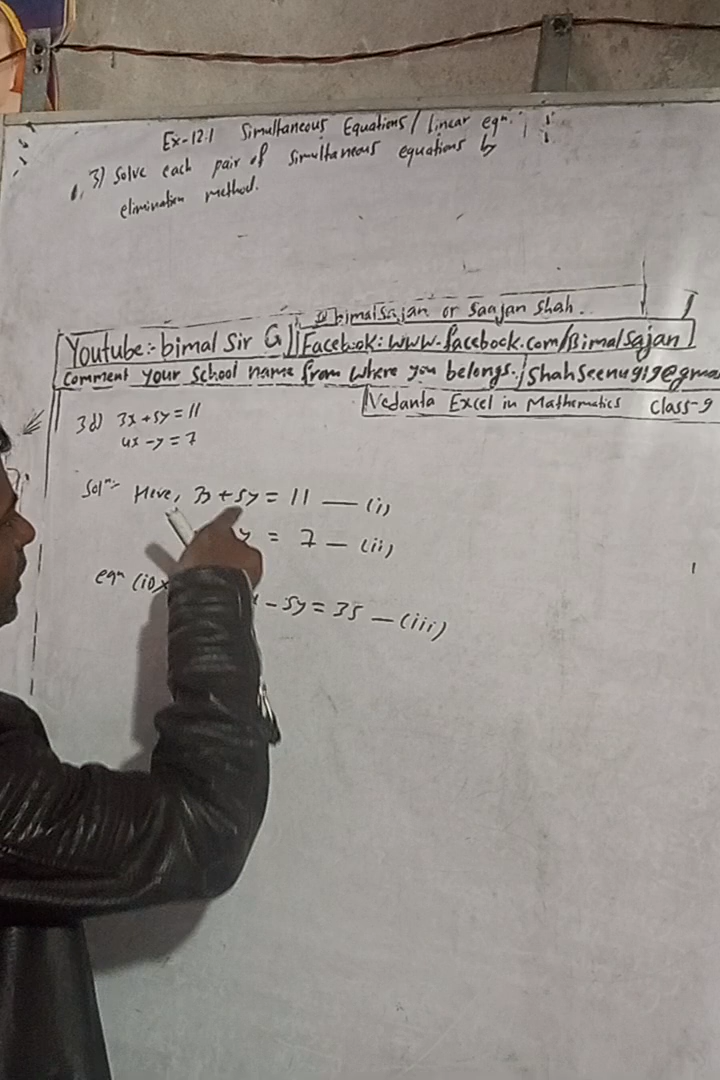 Ex-12.1 Simultaneous Equations / linear eqn.
3) Solve each pair of simultaneous equations by
elimination method.
@bimalsajan or Saajan Shah.
Youtube:- bimal Sir G || Facebook: www.facebook.com/Bimalsajan
Comment your School name from where you belongs. / Shahseenu919@gma
Vedanta Excel in Mathematics Class-9
3d) 3x+5y=11
4x-y=7
Solⁿ:- Here, 3x+5y = 11 — (i)
y = 7 — (ii)
eqn (ii)x - 5y = 35 — (iii)